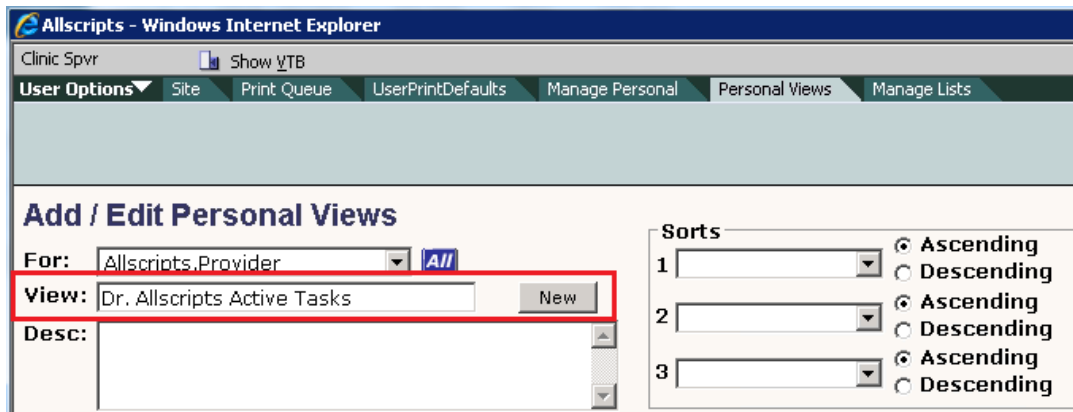 Allscripts - Windows Internet Explorer
Clinic Spvr Show VTB
User Options Site Print Queue UserPrintDefaults Manage Personal Personal Views Manage Lists
Add / Edit Personal Views
For: Allscripts,Provider All
View: Dr. Allscripts Active Tasks New
Desc:
Sorts
1 Ascending
Descending
2 Ascending
Descending
3 Ascending
Descending